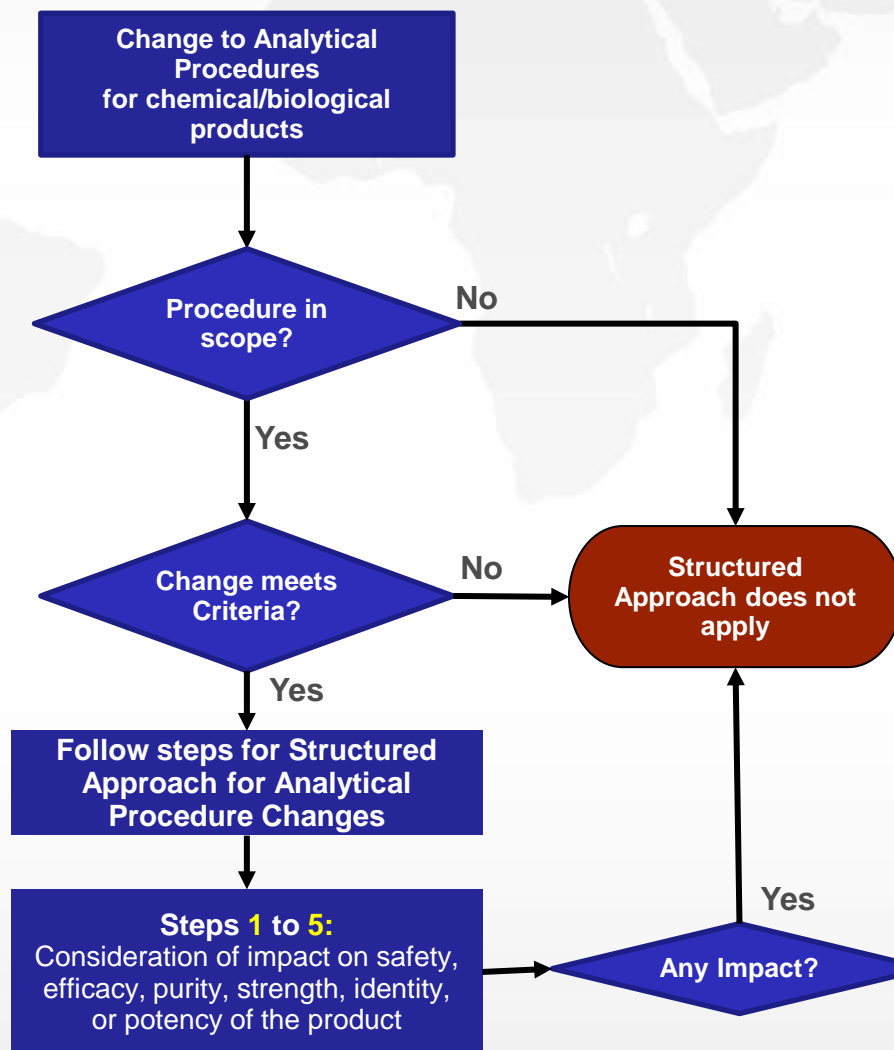 Change to Analytical
Procedures
for chemical/biological
products
Procedure in
scope?
No
Yes
Change meets
Criteria?
No
Structured
Approach does not
apply
Yes
Follow steps for Structured
Approach for Analytical
Procedure Changes
Steps 1 to 5:
Consideration of impact on safety,
efficacy, purity, strength, identity,
or potency of the product
Yes
Any Impact?